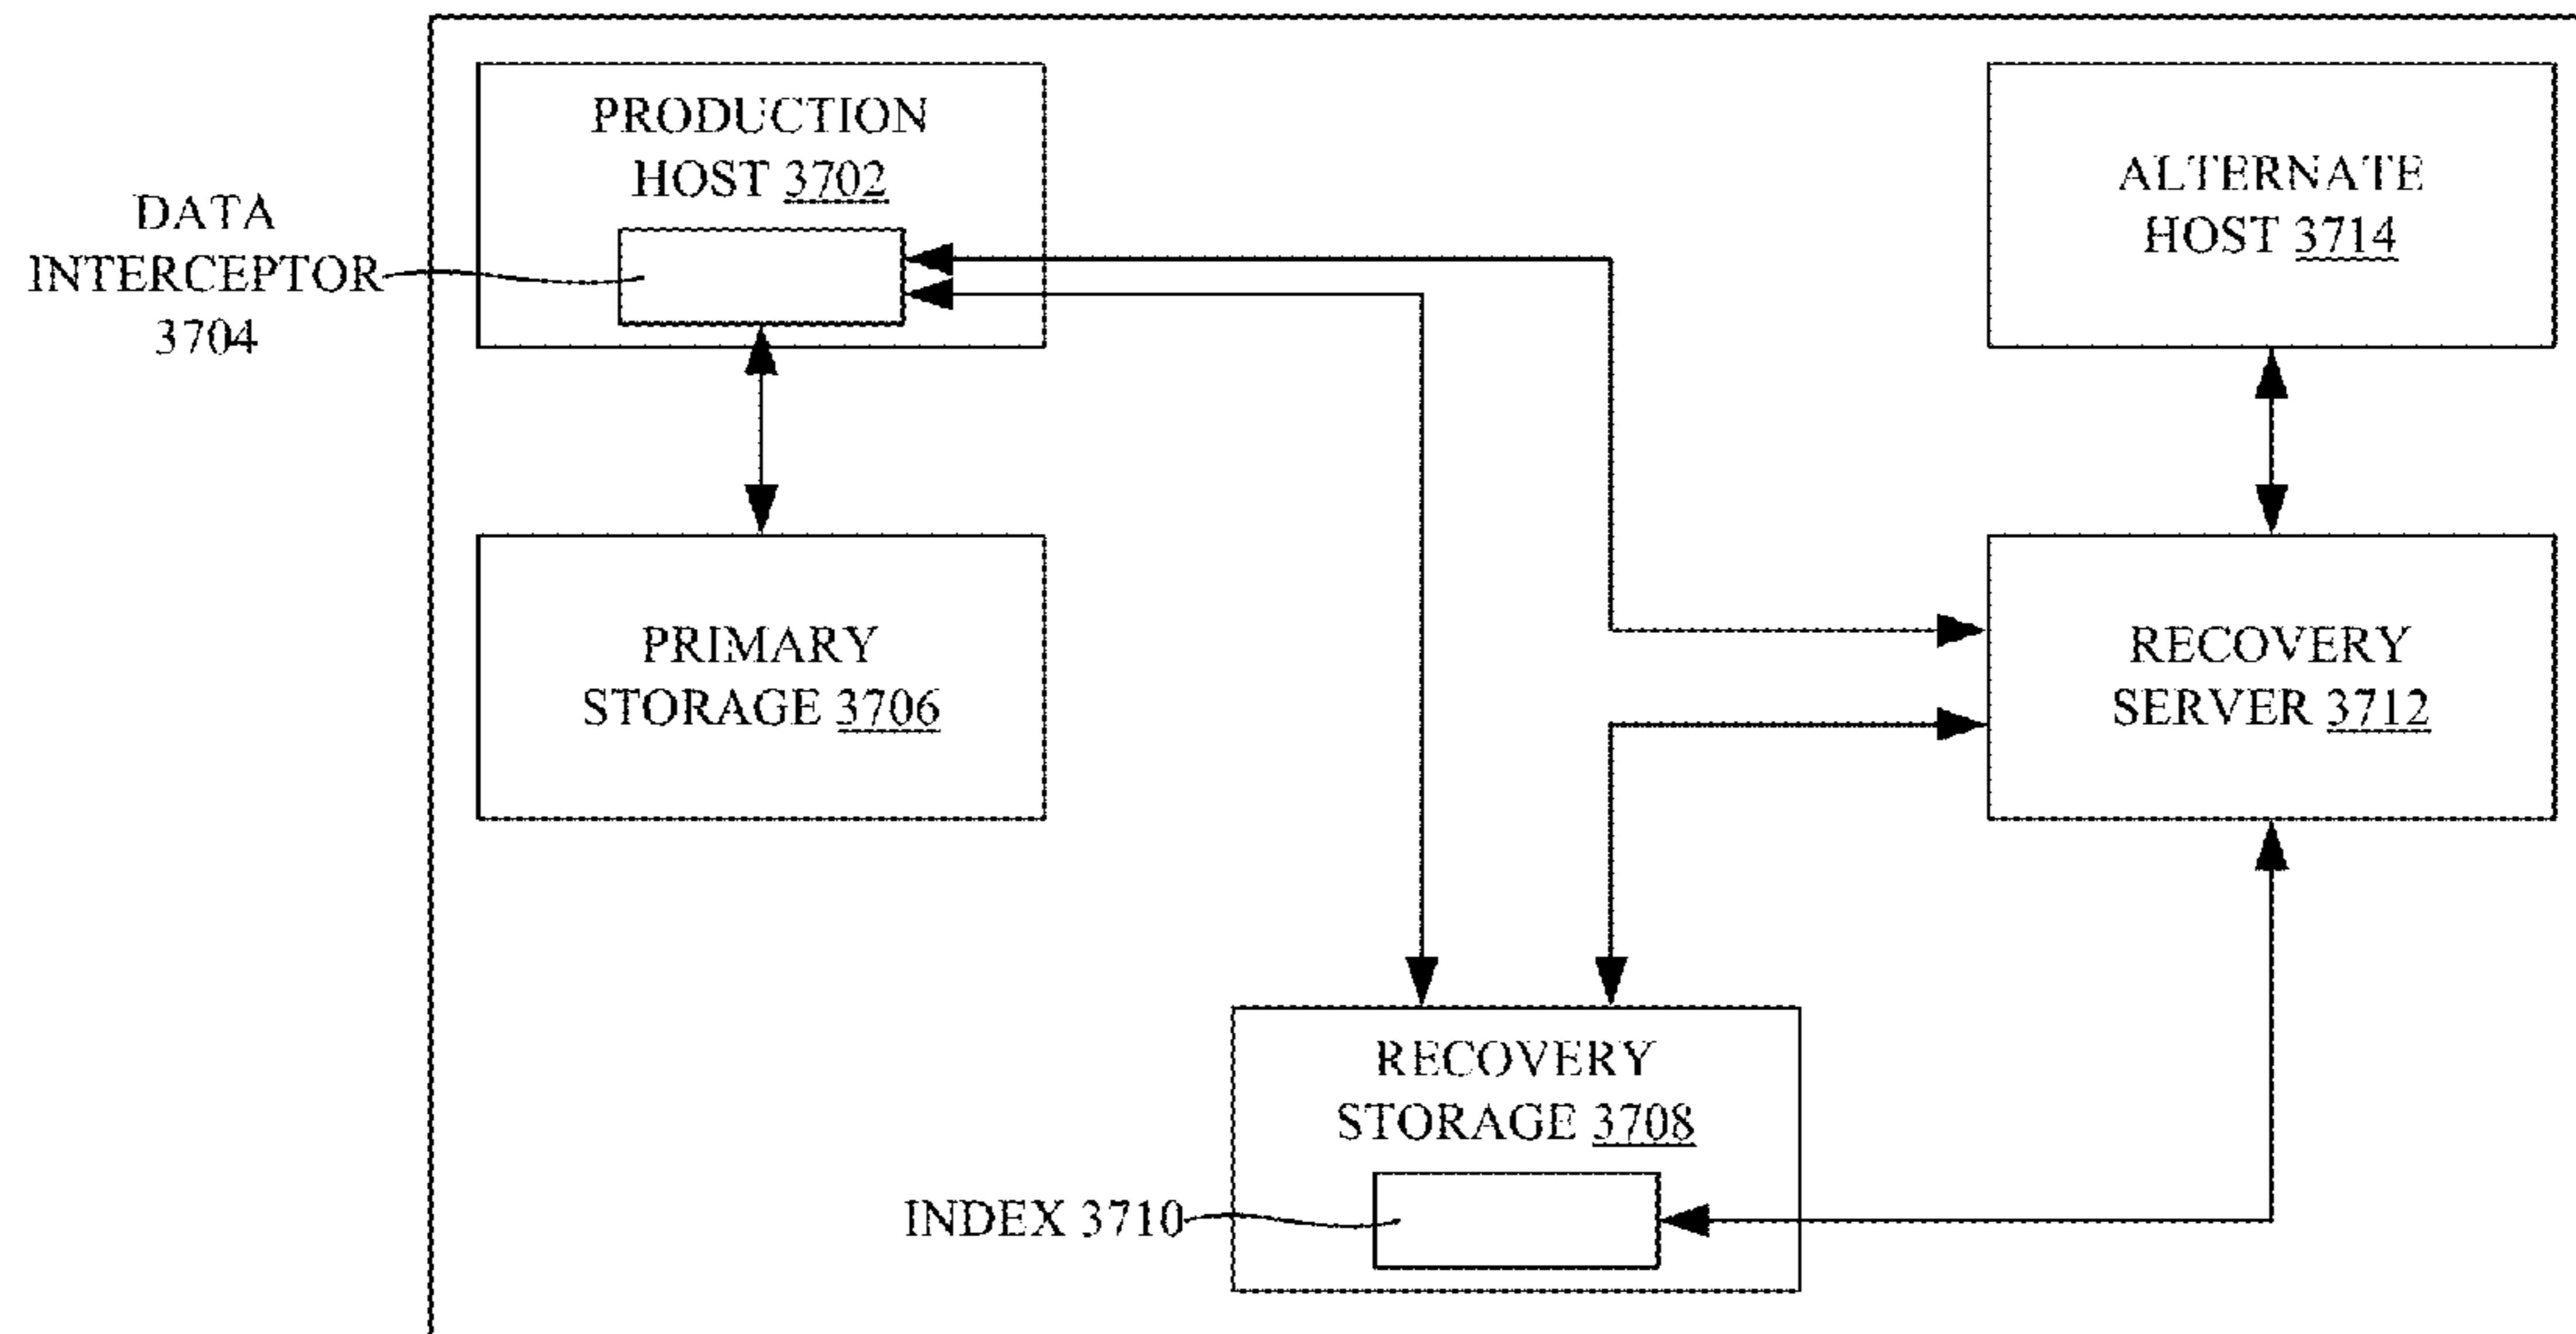 PRODUCTION
HOST 3702
DATA
INTERCEPTOR
3704
ALTERNATE
HOST 3714
PRIMARY
STORAGE 3706
RECOVERY
SERVER 3712
RECOVERY
STORAGE 3708
INDEX 3710